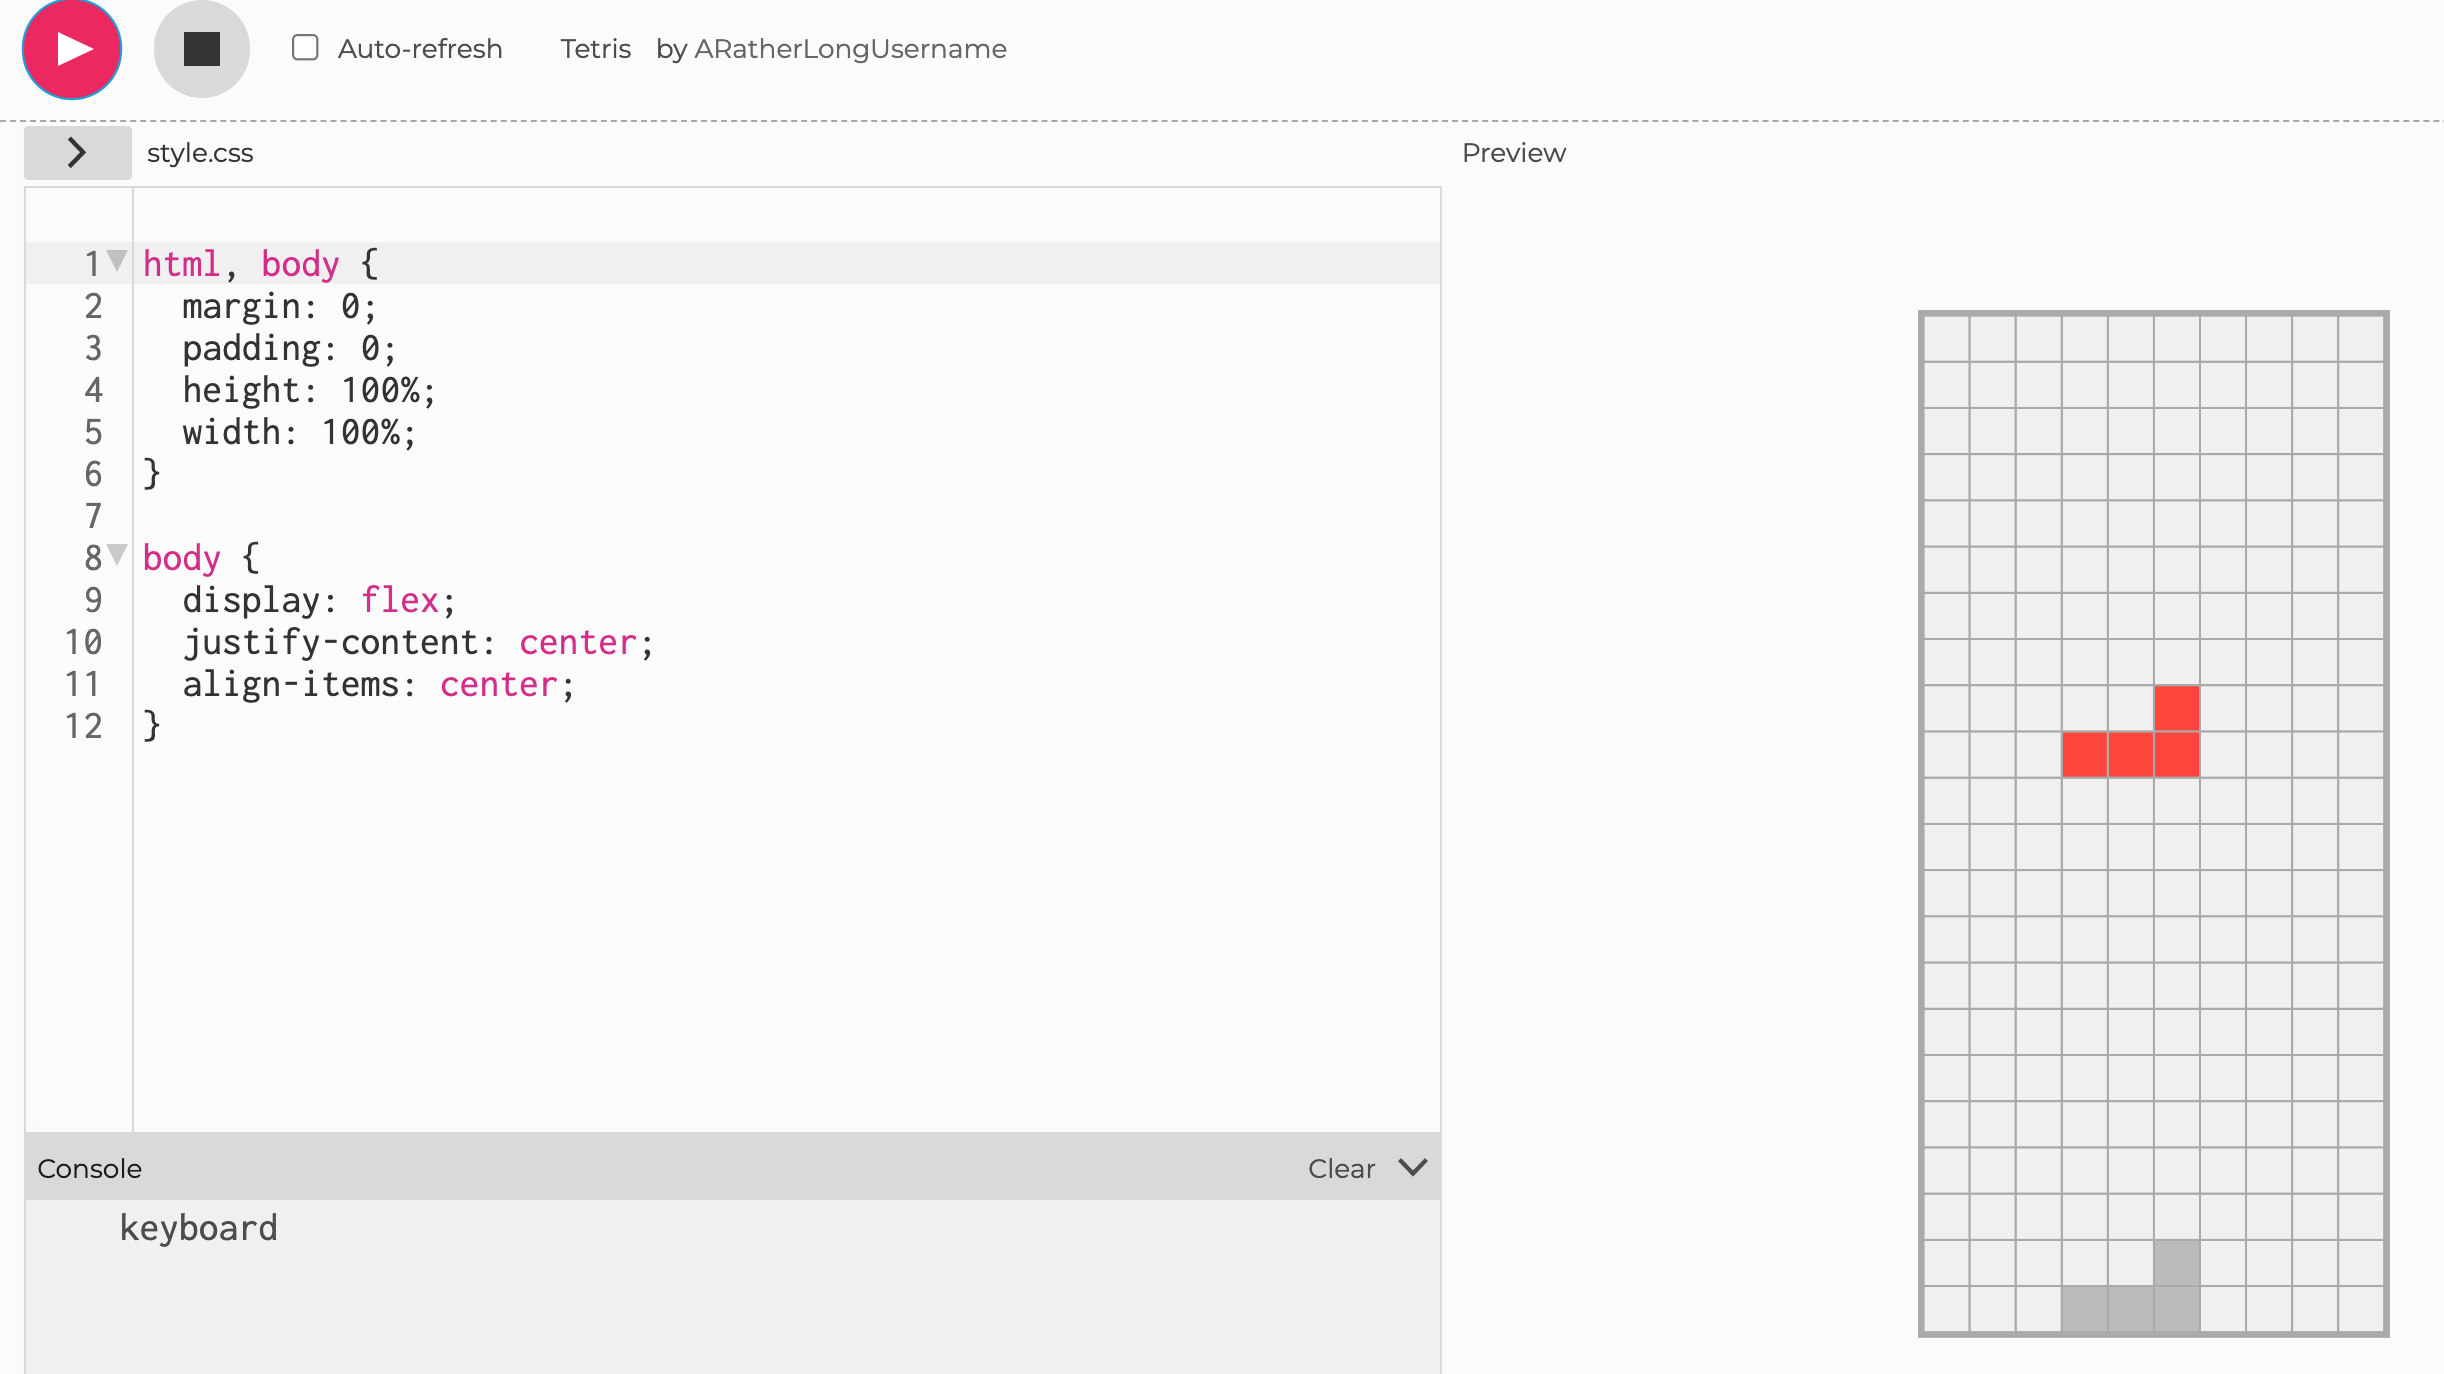 Auto-refresh Tetris by ARatherLongUsername
style.css
Preview
1 html, body {
2   margin: 0;
3   padding: 0;
4   height: 100%;
5   width: 100%;
6 }
7
8 body {
9   display: flex;
10   justify-content: center;
11   align-items: center;
12 }
Console Clear
keyboard